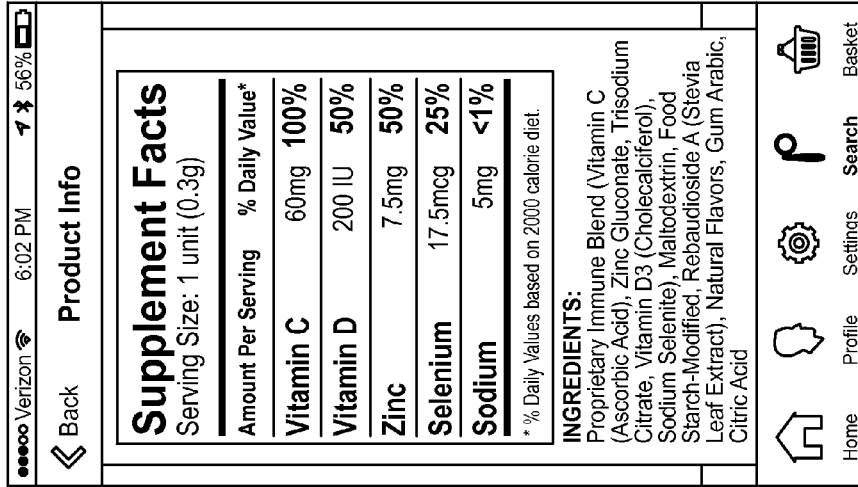 Verizon 6:02 PM 56%
Back Product Info
Supplement Facts
Serving Size: 1 unit (0.3g)
Amount Per Serving % Daily Value*
Vitamin C 60mg 100%
Vitamin D 200 IU 50%
Zinc 7.5mg 50%
Selenium 17.5mcg 25%
Sodium 5mg <1%
* % Daily Values based on 2000 calorie diet.
INGREDIENTS:
Proprietary Immune Blend (Vitamin C
(Ascorbic Acid), Zinc Gluconate, Trisodium
Citrate, Vitamin D3 (Cholecalciferol),
Sodium Selenite), Maltodextrin, Food
Starch-Modified, Rebaudioside A (Stevia
Leaf Extract), Natural Flavors, Gum Arabic,
Citric Acid
Home Profile Settings Search Basket